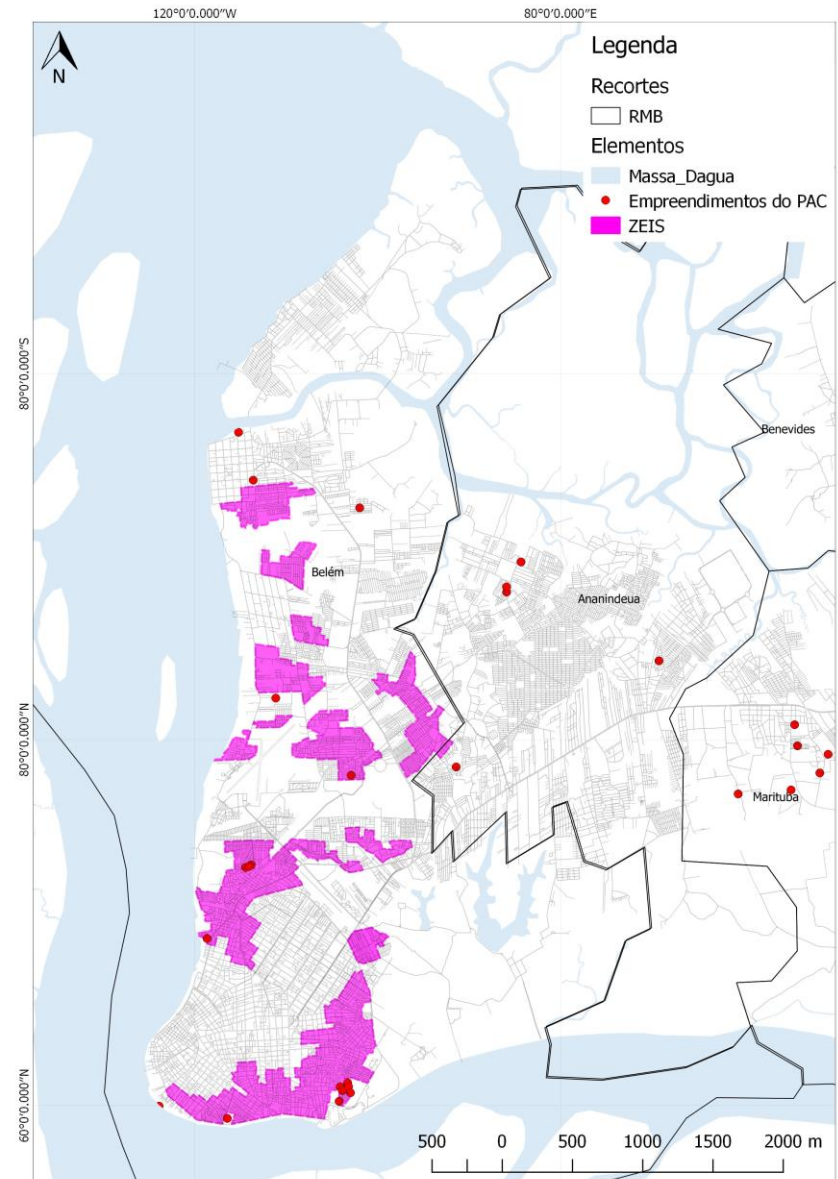 120°0'0.000"W
80°0'0.000"E
N
Legenda
Recortes
RMB
Elementos
Massa_Dagua
Empreendimentos do PAC
ZEIS
80°0'0.000"S
Benevides
Belém
Ananindeua
80°0'0.000"N
Marituba
60°0'0.000"N
500 0 500 1000 1500 2000 m